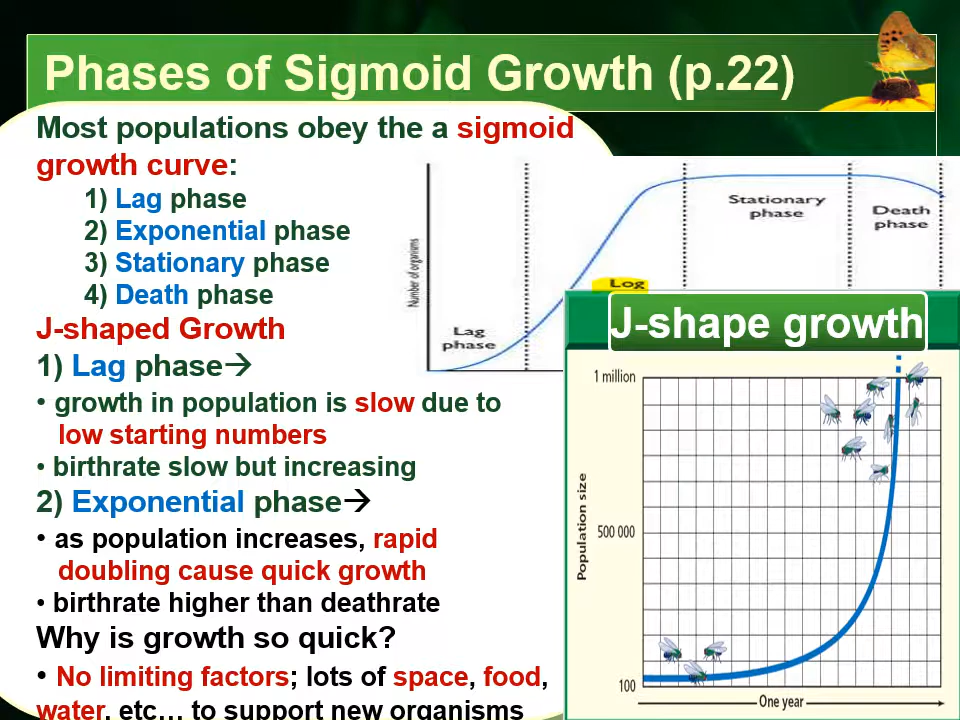 Phases of Sigmoid Growth (p.22)
Most populations obey the a sigmoid
growth curve:
1) Lag phase
2) Exponential phase
3) Stationary phase
4) Death phase
J-shaped Growth
1) Lag phase→
• growth in population is slow due to
low starting numbers
• birthrate slow but increasing
2) Exponential phase→
• as population increases, rapid
doubling cause quick growth
• birthrate higher than deathrate
Why is growth so quick?
• No limiting factors; lots of space, food,
water, etc… to support new organisms
Number of organisms
Lag
phase
Log
Stationary
phase
Death
phase
J-shape growth
1 million
500 000
100
Population size
One year